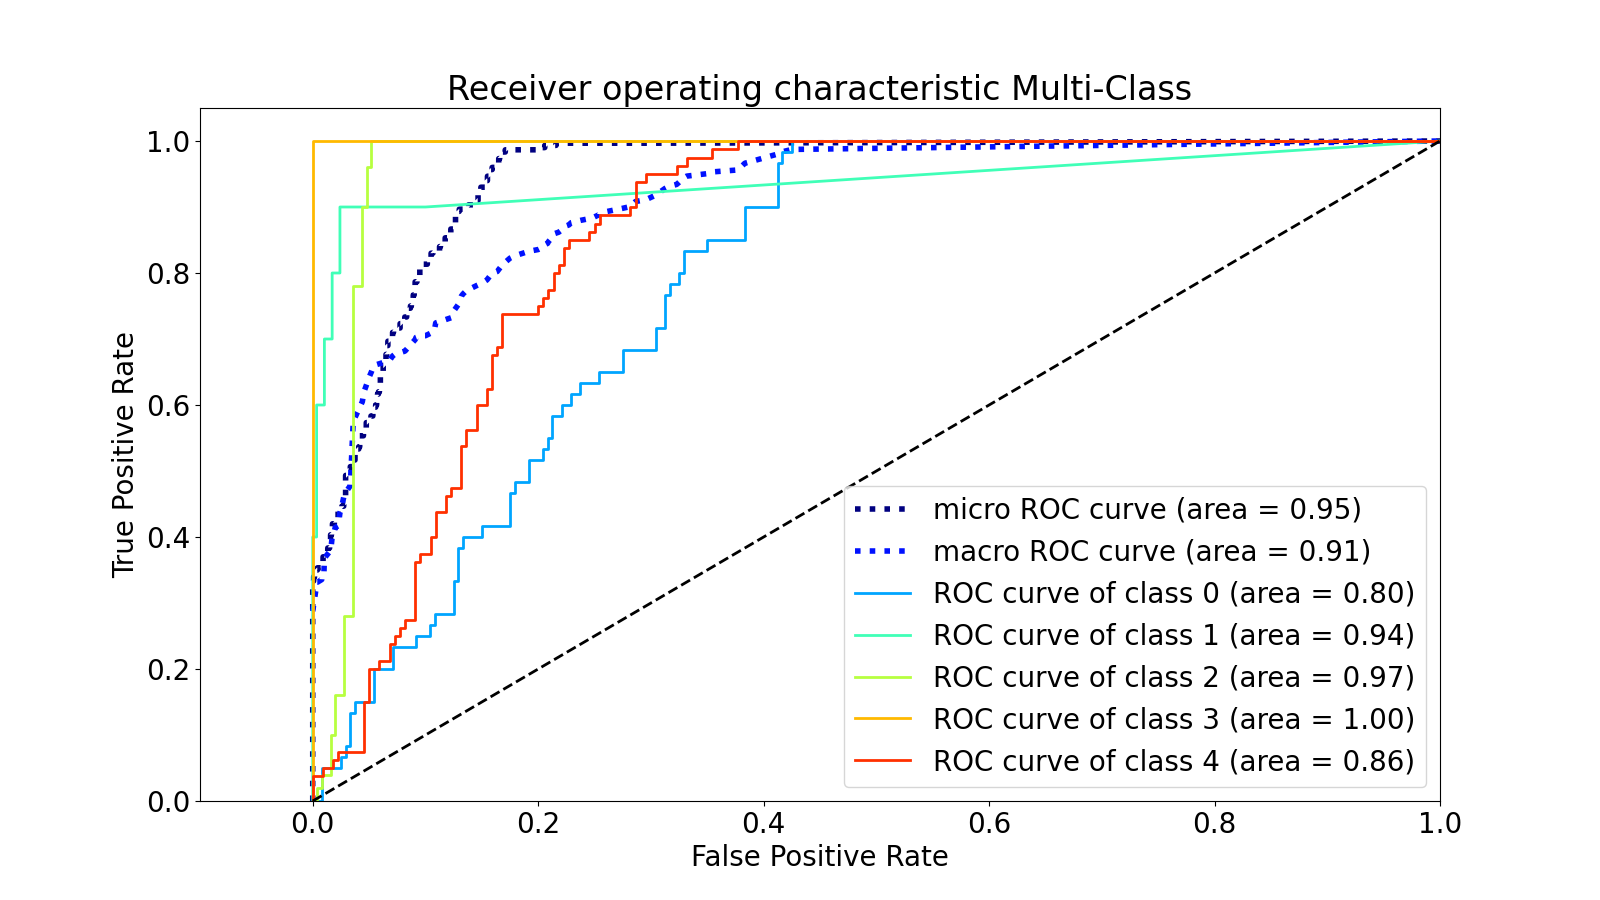 Receiver operating characteristic Multi-Class
1.0
0.8
0.6
0.4
0.2
0.0
True Positive Rate
micro ROC curve (area = 0.95)
macro ROC curve (area = 0.91)
ROC curve of class 0 (area = 0.80)
ROC curve of class 1 (area = 0.94)
ROC curve of class 2 (area = 0.97)
ROC curve of class 3 (area = 1.00)
ROC curve of class 4 (area = 0.86)
0.0 0.2 0.4 0.6 0.8 1.0
False Positive Rate